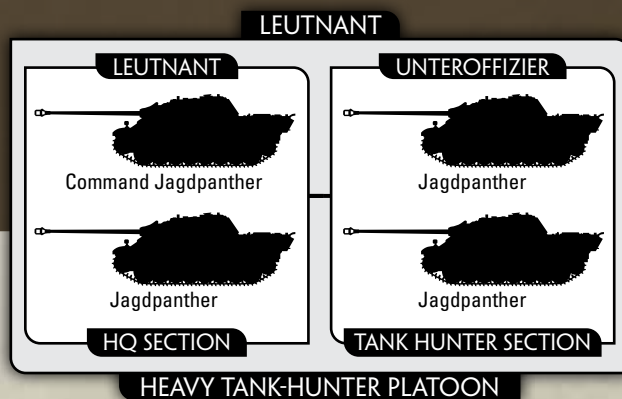 LEUTNANT
LEUTNANT
Command Jagdpanther
Jagdpanther
HQ SECTION
UNTEROFFIZIER
Jagdpanther
Jagdpanther
TANK HUNTER SECTION
HEAVY TANK-HUNTER PLATOON